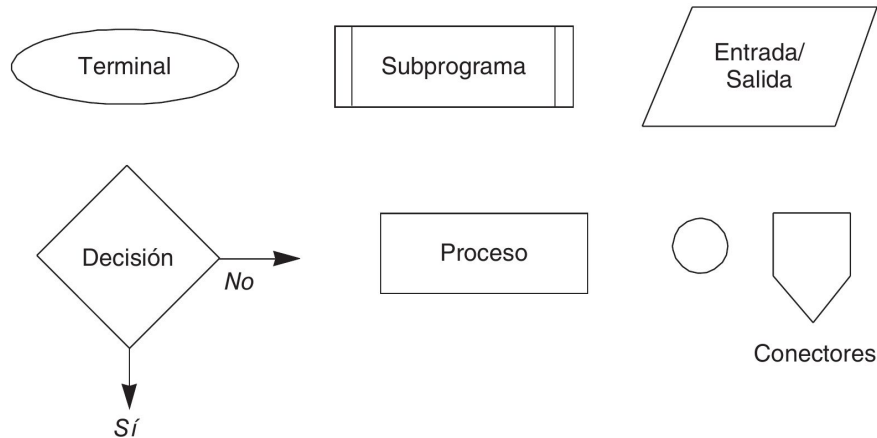 Terminal
Subprograma
Entrada/
Salida
Decisión
No
Sí
Proceso
Conectores